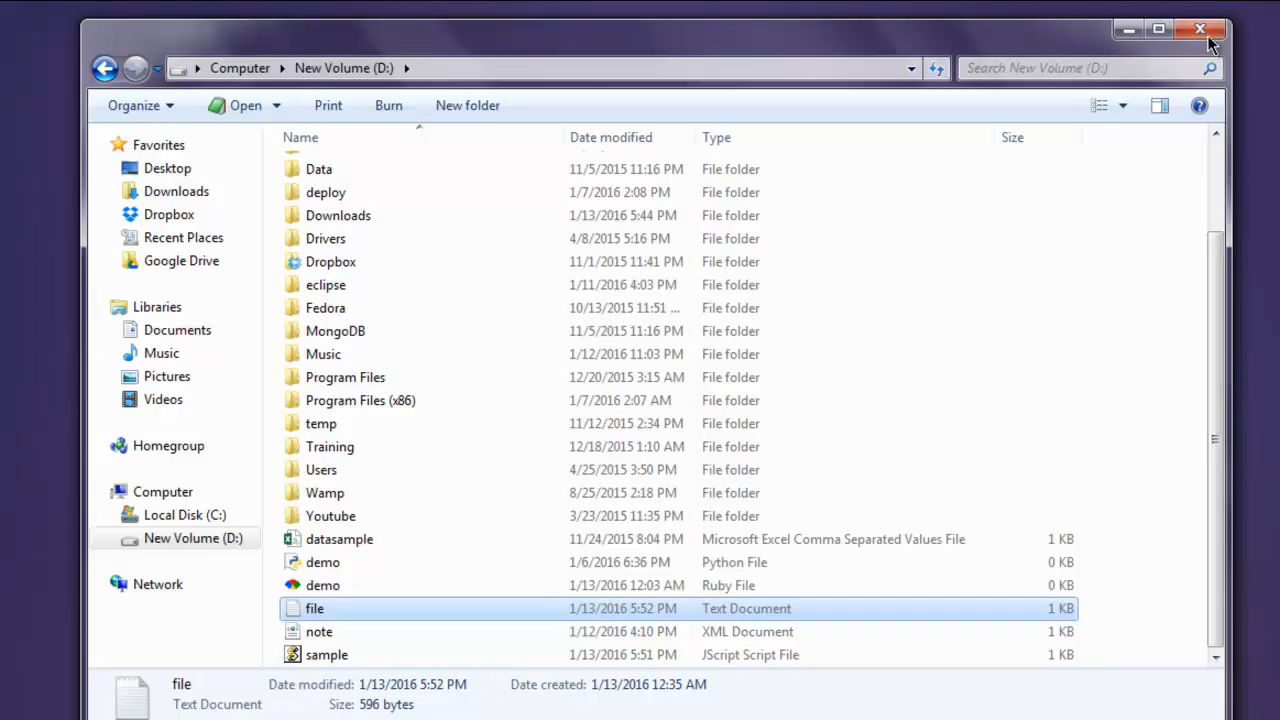 Computer New Volume (D:) Search New Volume (D:)
Organize Open Print Burn New folder
Name Date modified Type Size
Favorites
Desktop
Downloads
Dropbox
Recent Places
Google Drive
Libraries
Documents
Music
Pictures
Videos
Homegroup
Computer
Local Disk (C:)
New Volume (D:)
Network
Data 11/5/2015 11:16 PM File folder
deploy 1/7/2016 2:08 PM File folder
Downloads 1/13/2016 5:44 PM File folder
Drivers 4/8/2015 5:16 PM File folder
Dropbox 11/1/2015 11:41 PM File folder
eclipse 1/11/2016 4:03 PM File folder
Fedora 10/13/2015 11:51 ... File folder
MongoDB 11/5/2015 11:16 PM File folder
Music 1/12/2016 11:03 PM File folder
Program Files 12/20/2015 3:15 AM File folder
Program Files (x86) 1/7/2016 2:07 AM File folder
temp 11/12/2015 2:34 PM File folder
Training 12/18/2015 1:10 AM File folder
Users 4/25/2015 3:50 PM File folder
Wamp 8/25/2015 2:18 PM File folder
Youtube 3/23/2015 11:35 PM File folder
datasample 11/24/2015 8:04 PM Microsoft Excel Comma Separated Values File 1 KB
demo 1/6/2016 6:36 PM Python File 0 KB
demo 1/13/2016 12:03 AM Ruby File 0 KB
file 1/13/2016 5:52 PM Text Document 1 KB
note 1/12/2016 4:10 PM XML Document 1 KB
sample 1/13/2016 5:51 PM JScript Script File 1 KB
file Date modified: 1/13/2016 5:52 PM Date created: 1/13/2016 12:35 AM
Text Document Size: 596 bytes